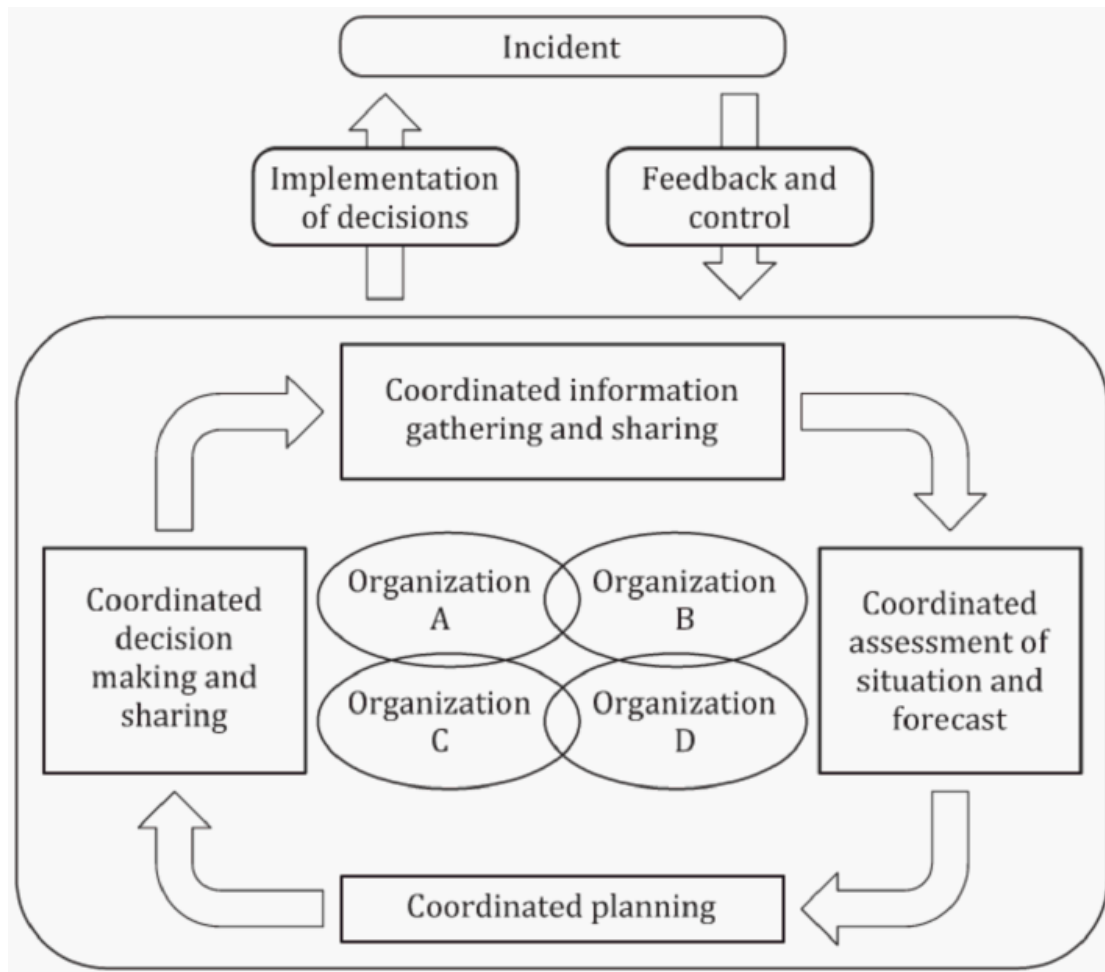 Incident
Implementation
of decisions
Feedback and
control
Coordinated information
gathering and sharing
Coordinated
decision
making and
sharing
Organization
A
Organization
B
Organization
C
Organization
D
Coordinated
assessment of
situation and
forecast
Coordinated planning